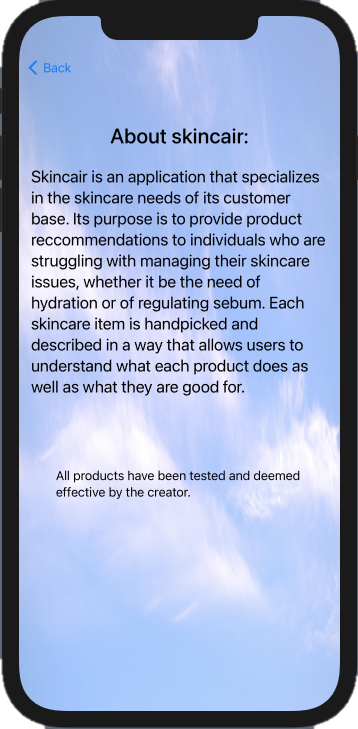 Back
About skincair:
Skincair is an application that specializes
in the skincare needs of its customer
base. Its purpose is to provide product
reccommendations to individuals who are
struggling with managing their skincare
issues, whether it be the need of
hydration or of regulating sebum. Each
skincare item is handpicked and
described in a way that allows users to
understand what each product does as
well as what they are good for.
All products have been tested and deemed
effective by the creator.